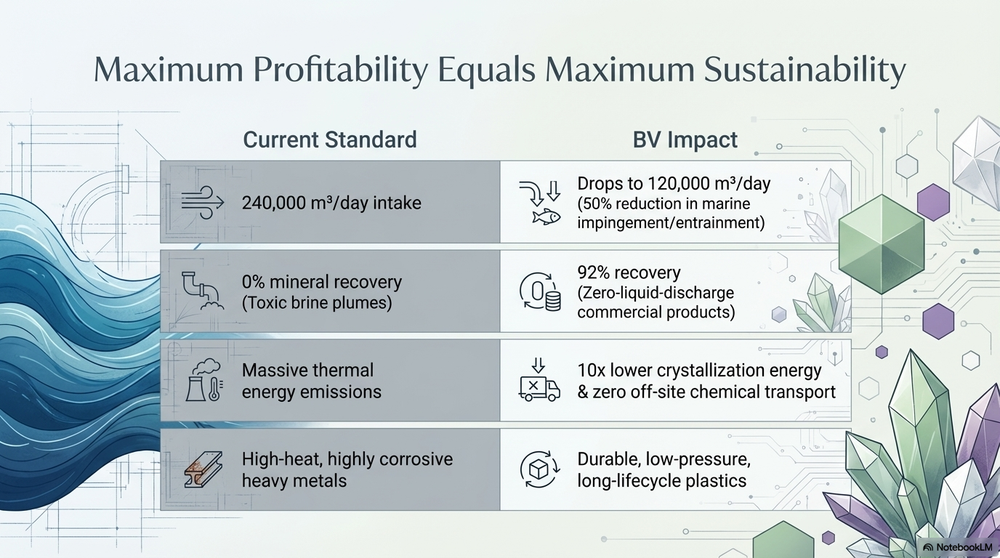 Maximum Profitability Equals Maximum Sustainability
Current Standard
BV Impact
240,000 m³/day intake
Drops to 120,000 m³/day
(50% reduction in marine
impingement/entrainment)
0% mineral recovery
(Toxic brine plumes)
92% recovery
(Zero-liquid-discharge
commercial products)
Massive thermal
energy emissions
10x lower crystallization energy
& zero off-site chemical transport
High-heat, highly corrosive
heavy metals
Durable, low-pressure,
long-lifecycle plastics
NotebookLM